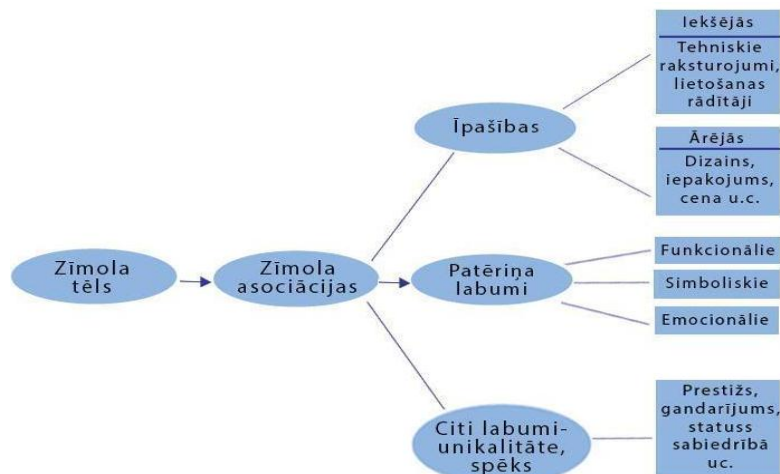 Zīmola
tēls
Zīmola
asociācijas
Īpašības
Iekšējās
Tehniskie
raksturojumi,
lietošanas
rādītāji
Ārējās
Dizains,
iepakojums,
cena u.c.
Patēriņa
labumi
Funkcionālie
Simboliskie
Emocionālie
Citi labumi-
unikalitāte,
spēks
Prestižs,
gandarījums,
statuss
sabiedrībā
uc.